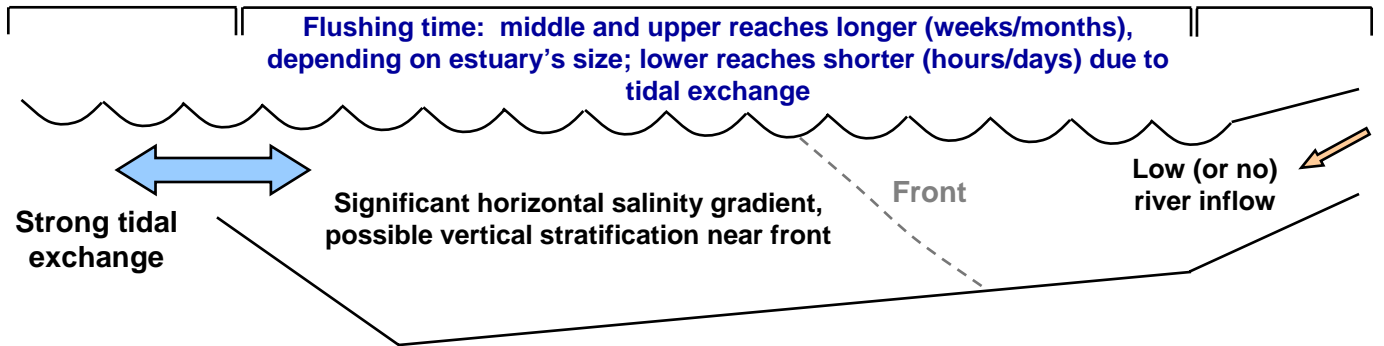 Flushing time: middle and upper reaches longer (weeks/months),
depending on estuary's size; lower reaches shorter (hours/days) due to
tidal exchange
Strong tidal
exchange
Significant horizontal salinity gradient,
possible vertical stratification near front
Front
Low (or no)
river inflow